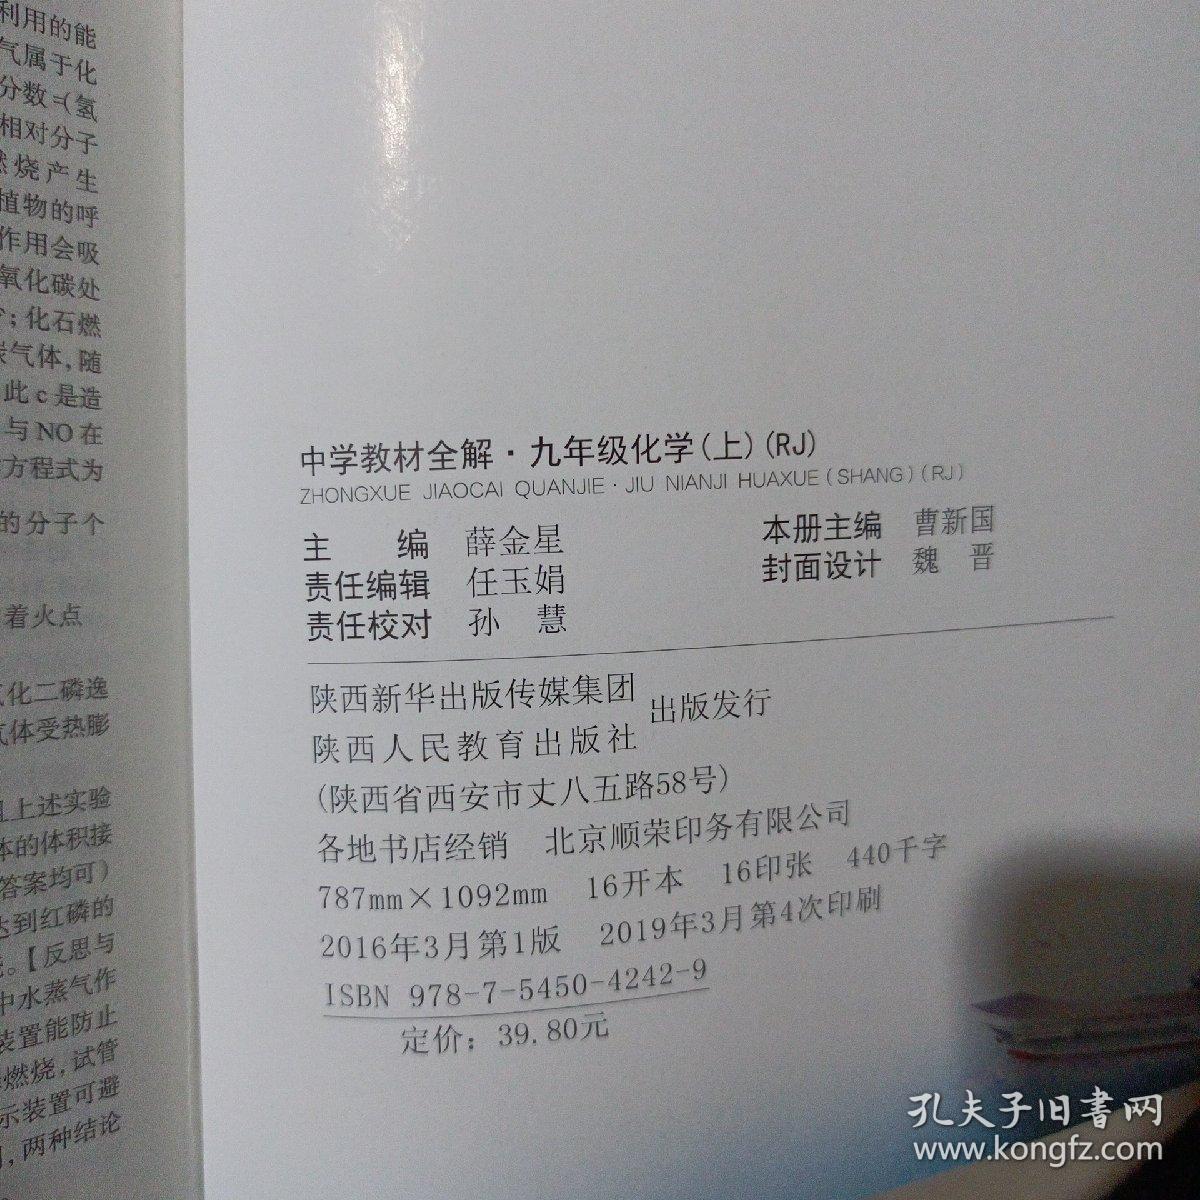 利用的能
气属于化
分数=(氢
相对分子
燃烧产生
植物的呼
作用会吸
氧化碳处
;化石燃
碳气体,随
此c是造
与NO在
方程式为
的分子个
着火点
氧化二磷逸
气体受热膨
且上述实验
体的体积接
答案均可)
达到红磷的
。【反思与
中水蒸气作
装置能防止
燃烧,试管
示装置可避
,两种结论
中学教材全解·九年级化学(上)(RJ)
ZHONGXUE JIAOCAI QUANJIE·JIU NIANJI HUAXUE(SHANG)(RJ)
主 编 薛金星 本册主编 曹新国
责任编辑 任玉娟 封面设计 魏 晋
责任校对 孙 慧
陕西新华出版传媒集团
陕西人民教育出版社 出版发行
(陕西省西安市丈八五路58号)
各地书店经销 北京顺荣印务有限公司
787mm×1092mm 16开本 16印张 440千字
2016年3月第1版 2019年3月第4次印刷
ISBN 978-7-5450-4242-9
定价:39.80元
孔夫子旧书网
www.kongfz.com